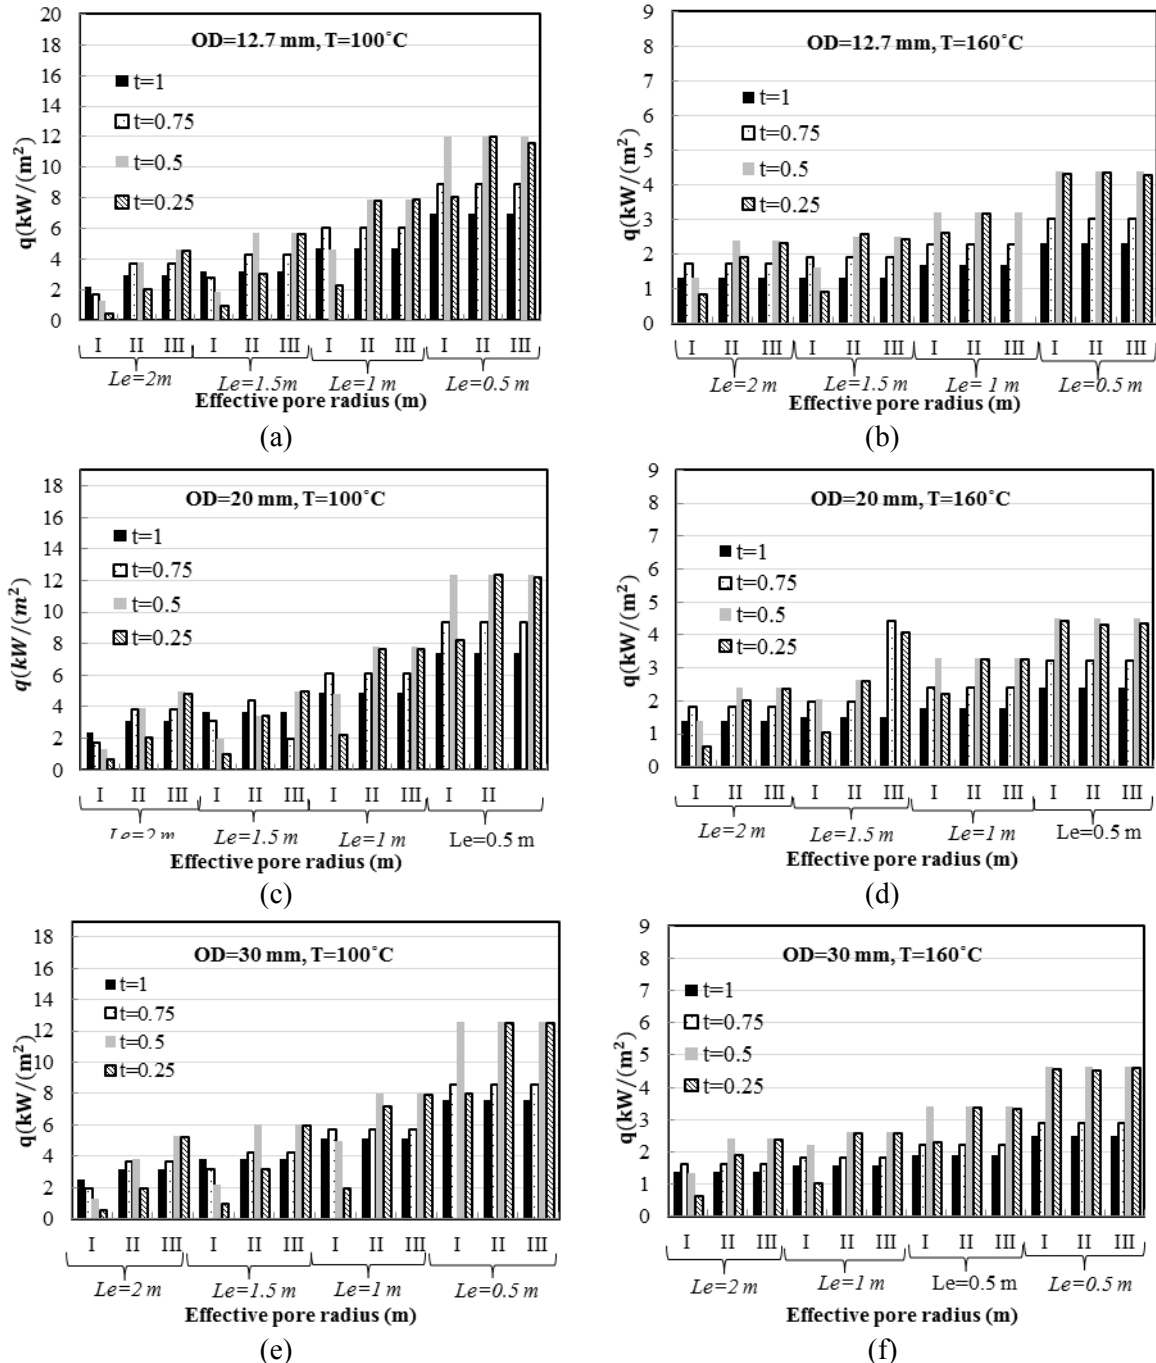 20
18
16
14
12
10
8
6
4
2
0
q(kW/(m²)
OD=12.7 mm, T=100˚C
t=1
t=0.75
t=0.5
t=0.25
I II III I II III I II III I II III
Le=2m Le=1.5 m Le=1 m Le=0.5 m
Effective pore radius (m)
(a)
9
8
7
6
5
4
3
2
1
0
q(kW/(m²)
OD=12.7 mm, T=160˚C
t=1
t=0.75
t=0.5
t=0.25
I II III I II III I II III I II III
Le=2 m Le=1.5 m Le= 1 m Le=0.5 m
Effective pore radius (m)
(b)
18
16
14
12
10
8
6
4
2
0
q(kW/(m²)
OD=20 mm, T=100˚C
t=1
t=0.75
t=0.5
t=0.25
I II III I II III I II III I II
Le=2 m Le=1.5 m Le=1 m Le=0.5 m
Effective pore radius (m)
(c)
9
8
7
6
5
4
3
2
1
0
q(kW/(m²)
OD=20 mm, T=160˚C
t=1
t=0.75
t=0.5
t=0.25
I II III I II III I II III I II III
Le=2 m Le=1.5 m Le=1 m Le=0.5 m
Effective pore radius (m)
(d)
18
16
14
12
10
8
6
4
2
0
q(kW/(m²)
OD=30 mm, T=100˚C
t=1
t=0.75
t=0.5
t=0.25
I II III I II III I II III I II III
Le=2 m Le=1.5 m Le=1 m Le=0.5 m
Effective pore radius (m)
(e)
9
8
7
6
5
4
3
2
1
0
q(kW/(m²)
OD=30 mm, T=160˚C
t=1
t=0.75
t=0.5
t=0.25
I II III I II III I II III I II III
Le=2 m Le=1 m Le=0.5 m Le=0.5 m
Effective pore radius (m)
(f)